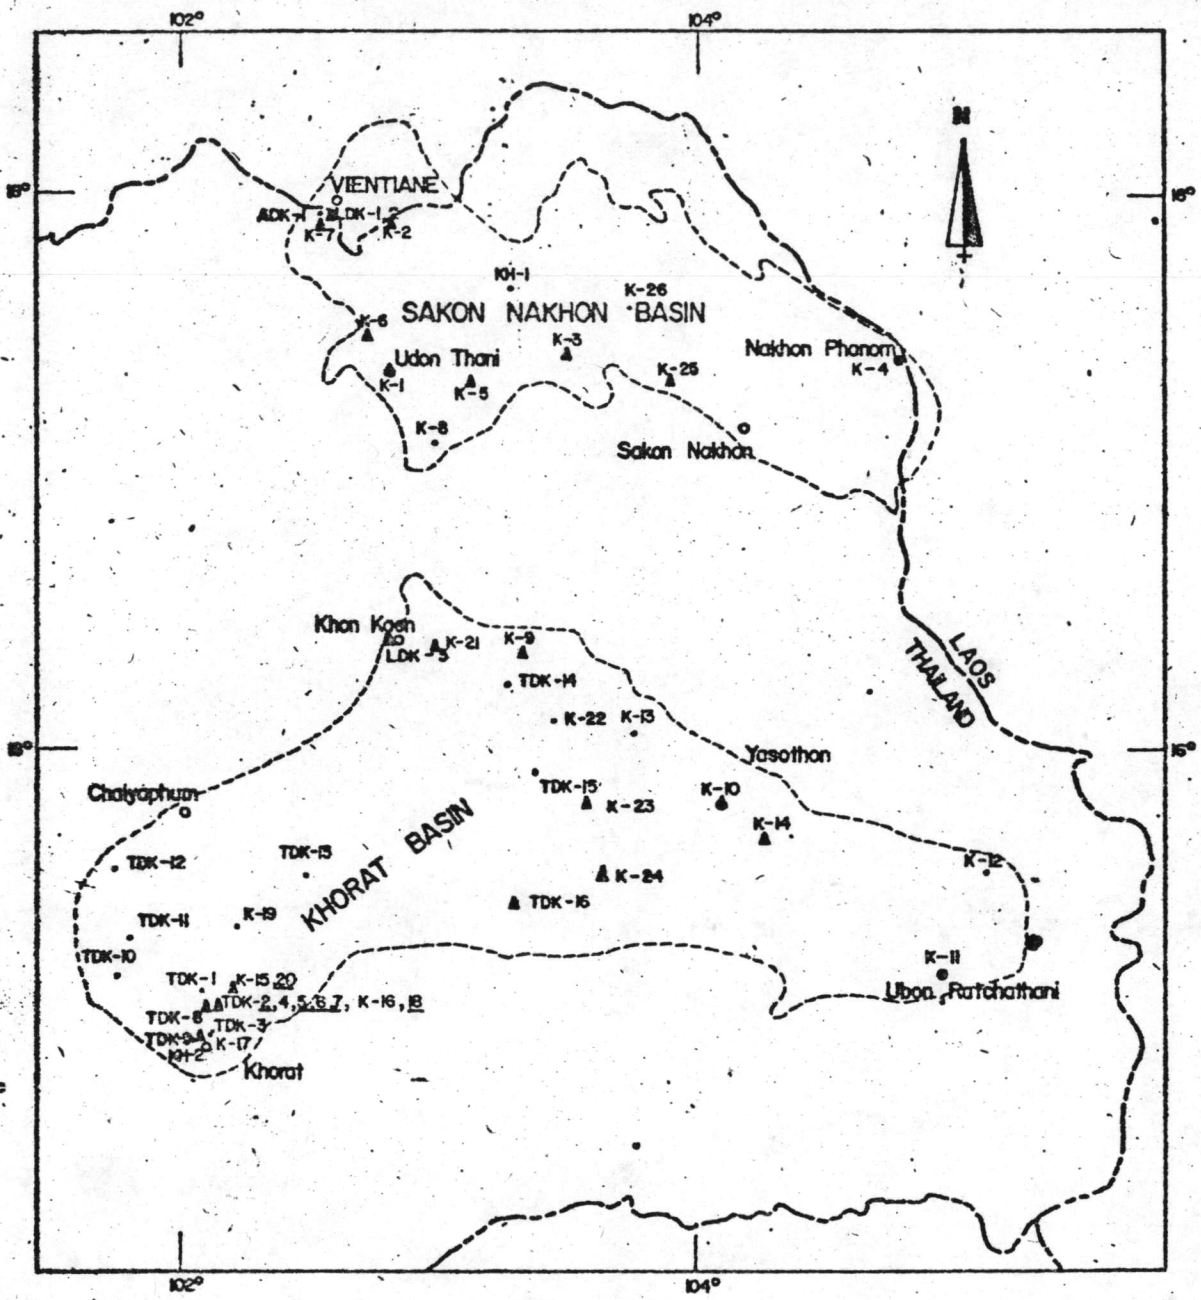 102°
104°
N
18°
18°
VIENTIANE
ADK-1
LDK-1,2
K-7
K-2
KH-1
K-26
SAKON NAKHON BASIN
K-6
K-3
Nakhon Phanom
Udon Thani
K-4
K-1
K-5
K-25
K-8
Sakon Nakhon
Khon Kaen
K-21
K-9
LDK-3
LAOS
THAILAND
TDK-14
K-22
K-13
16°
Yasothon
TDK-15
K-10
Chaiyaphum
K-23
K-14
KHORAT BASIN
TDK-12
TDK-13
K-12
K-24
TDK-16
TDK-11
K-19
TDK-10
K-11
TDK-1
K-15,20
Ubon Ratchathani
TDK-2,4,5,6,7, K-16,18
TDK-8
TDK-3
TDK-9
K-17
KH-2
Khorat
102°
104°